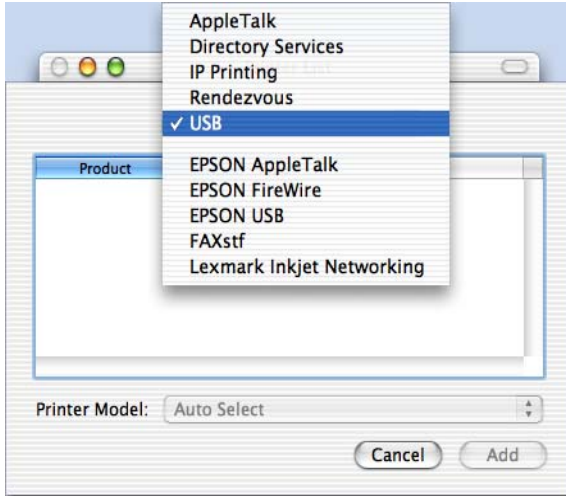 AppleTalk
Directory Services
IP Printing
Rendezvous
✓ USB
EPSON AppleTalk
EPSON FireWire
EPSON USB
FAXstf
Lexmark Inkjet Networking
Product
Printer Model: Auto Select
Cancel Add